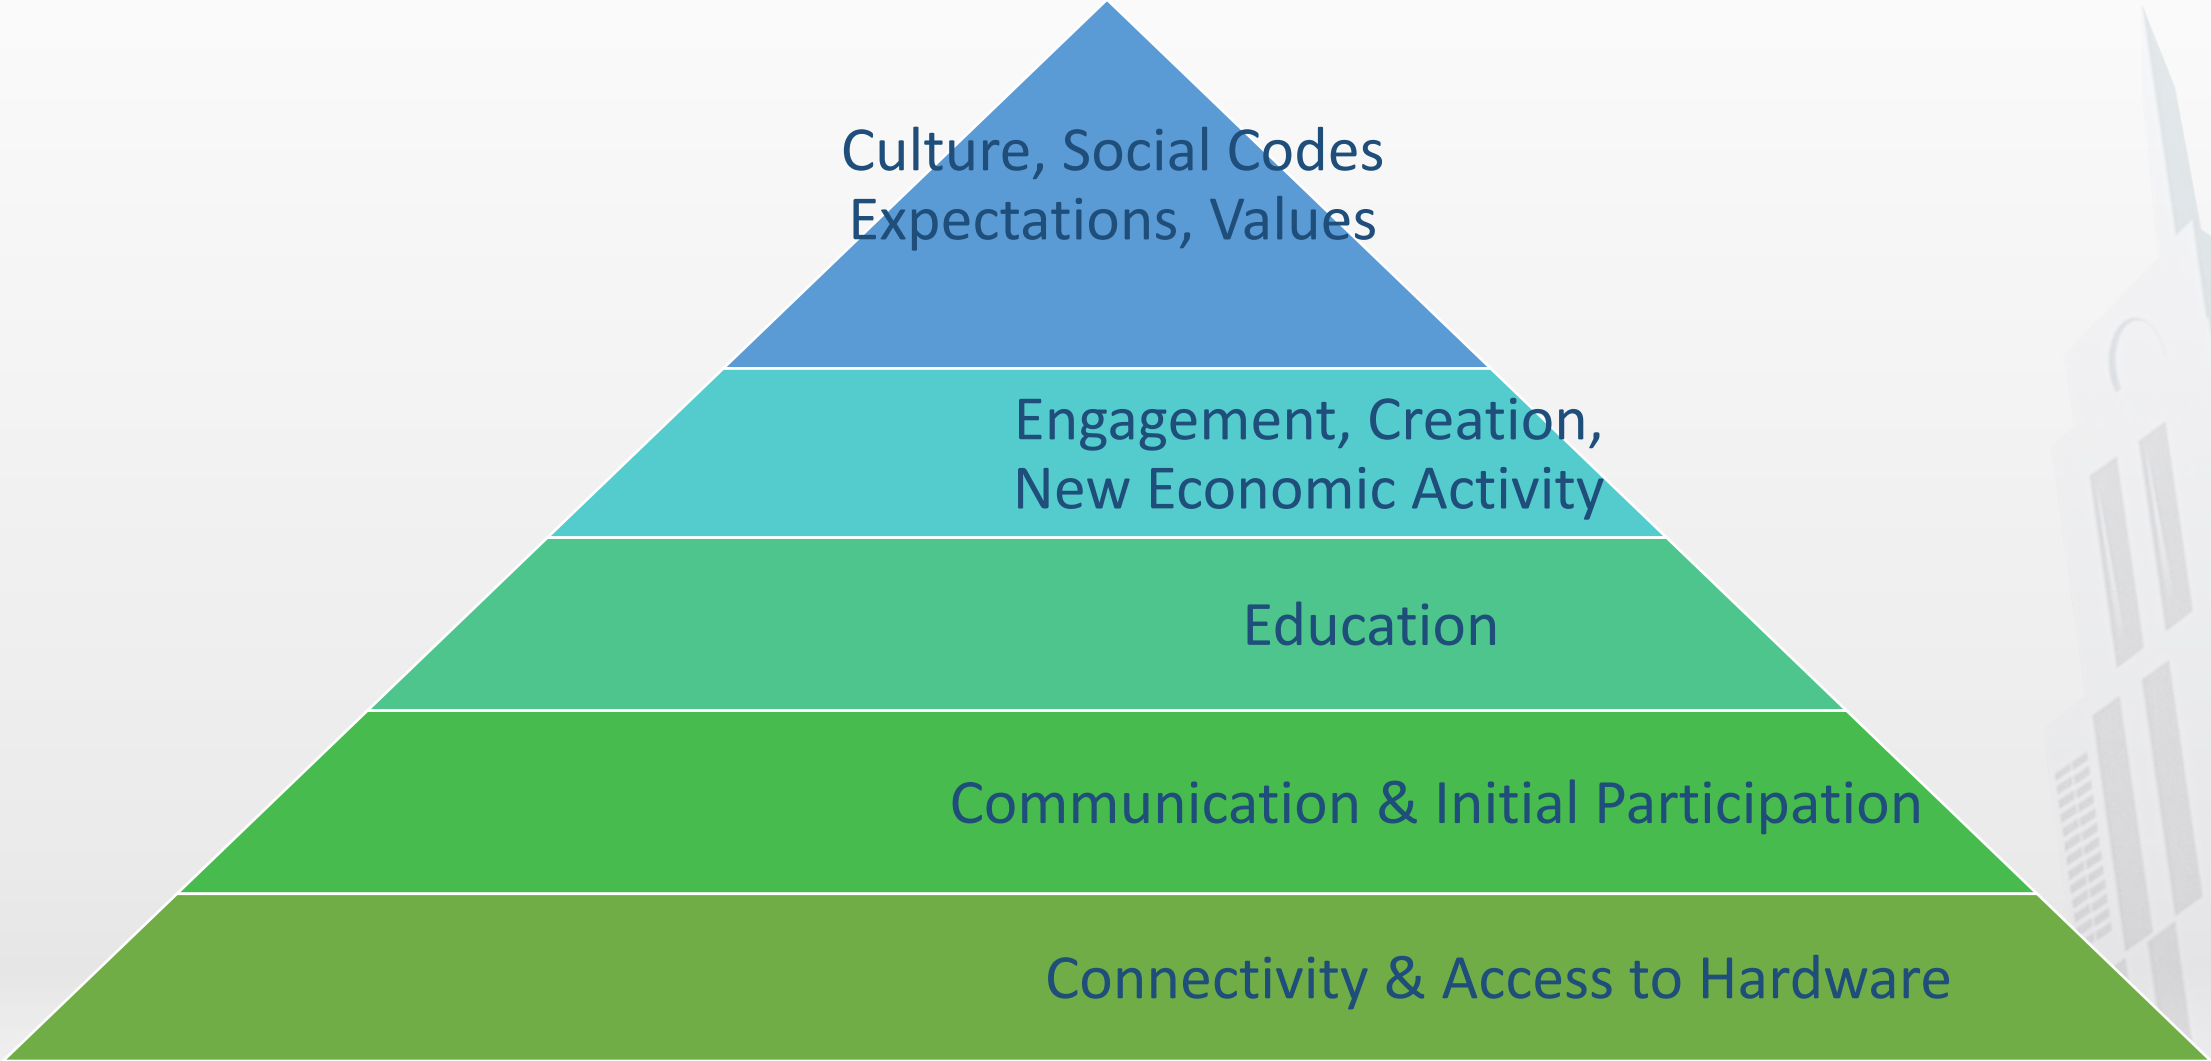 Culture, Social Codes
Expectations, Values
Engagement, Creation,
New Economic Activity
Education
Communication & Initial Participation
Connectivity & Access to Hardware